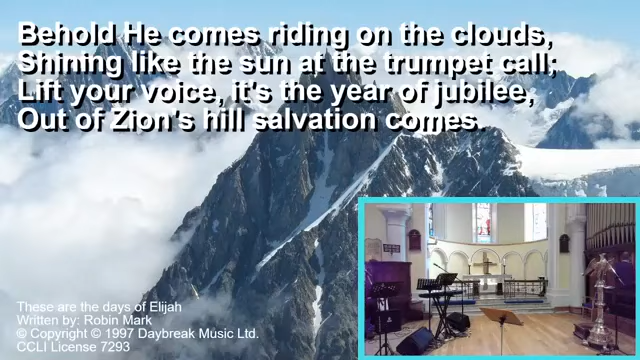 Behold He comes riding on the clouds,
Shining like the sun at the trumpet call;
Lift your voice, it's the year of jubilee,
Out of Zion's hill salvation comes.
These are the days of Elijah
Written by: Robin Mark
© Copyright © 1997 Daybreak Music Ltd.
CCLI License 7293